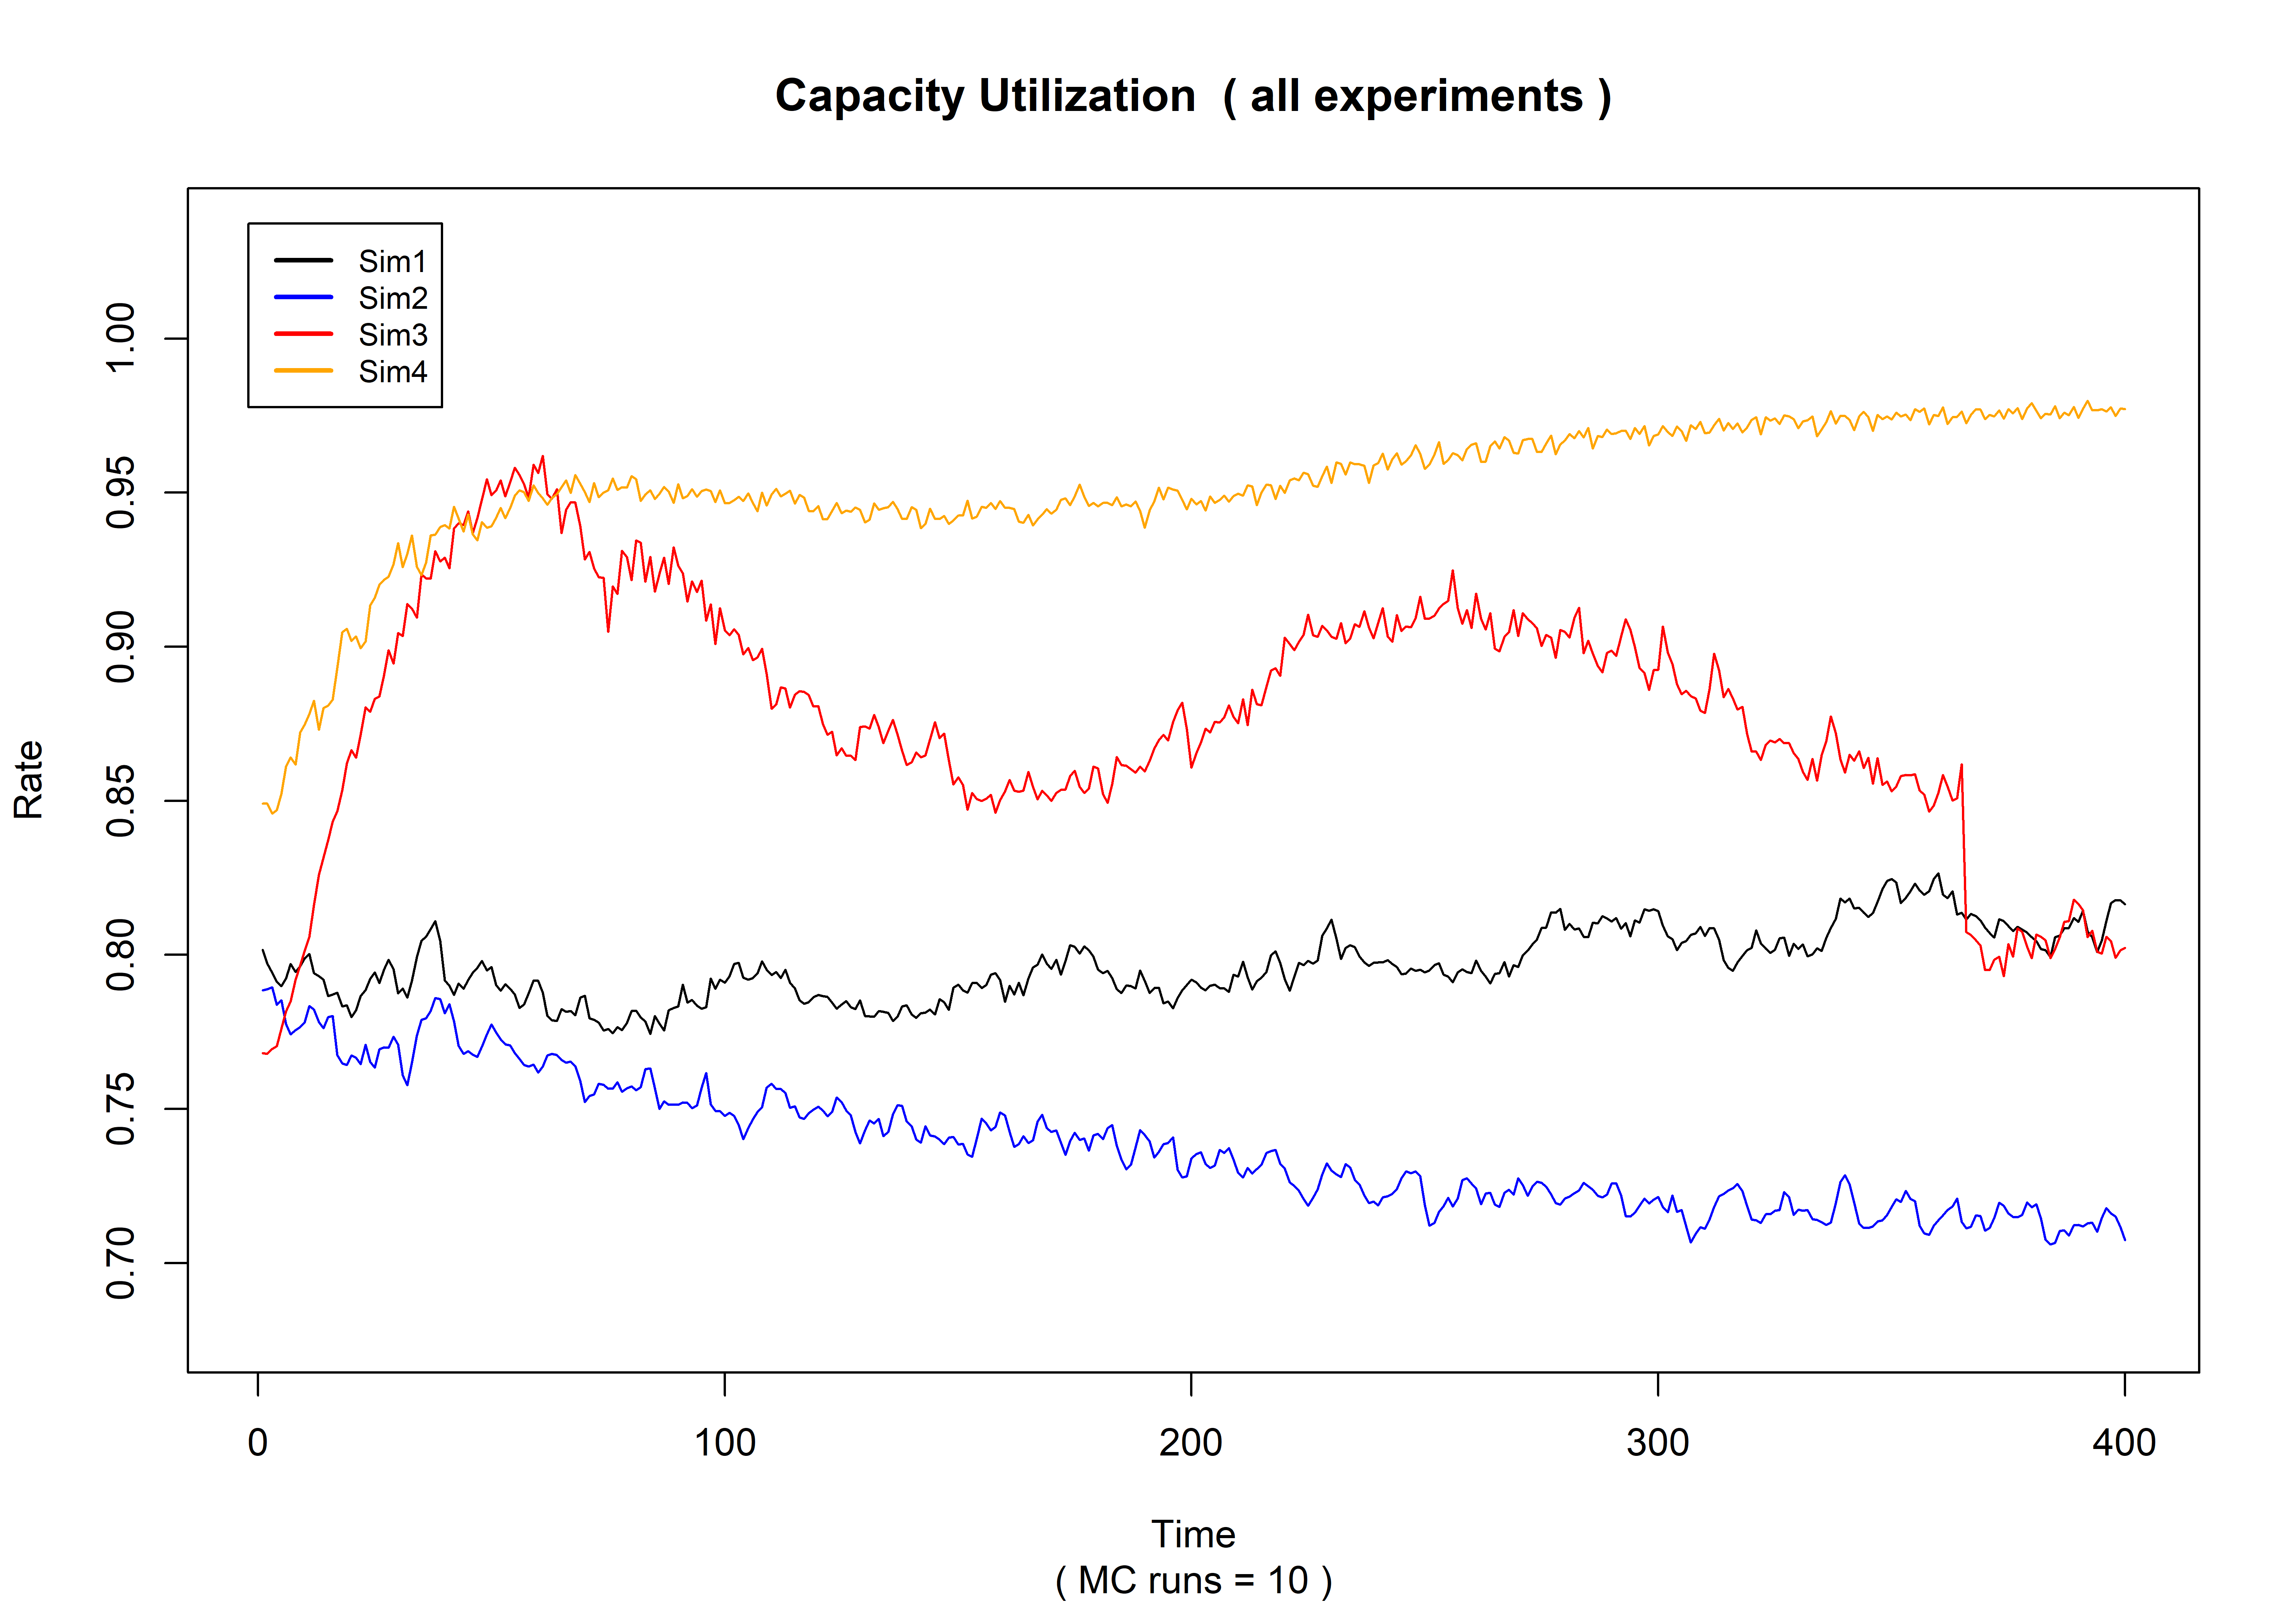 Capacity Utilization ( all experiments )
Sim1
Sim2
Sim3
Sim4
Rate
1.00
0.95
0.90
0.85
0.80
0.75
0.70
0 100 200 300 400
Time
( MC runs = 10 )